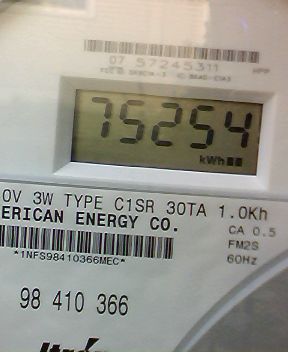 07 57245311
75254
kWh
0V 3W TYPE C1SR 30TA 1.0Kh
ERICAN ENERGY CO.
CA 0.5
FM2S
60Hz
*1NFS98410366MEC*
98 410 366
Itron